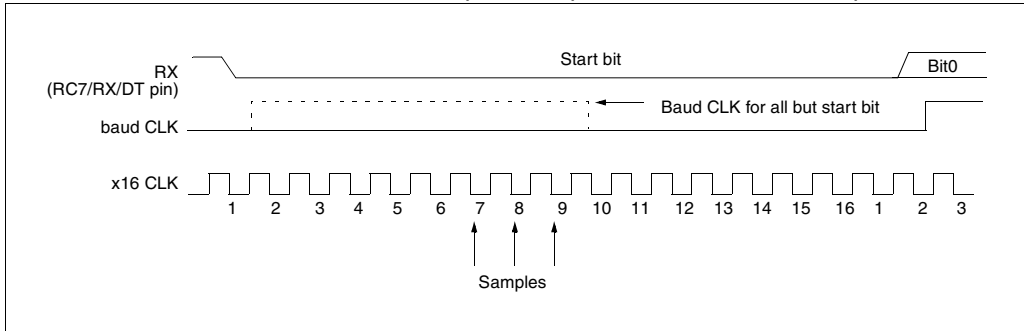 Start bit
Bit0
RX
(RC7/RX/DT pin)
Baud CLK for all but start bit
baud CLK
x16 CLK
1 2 3 4 5 6 7 8 9 10 11 12 13 14 15 16 1 2 3
Samples